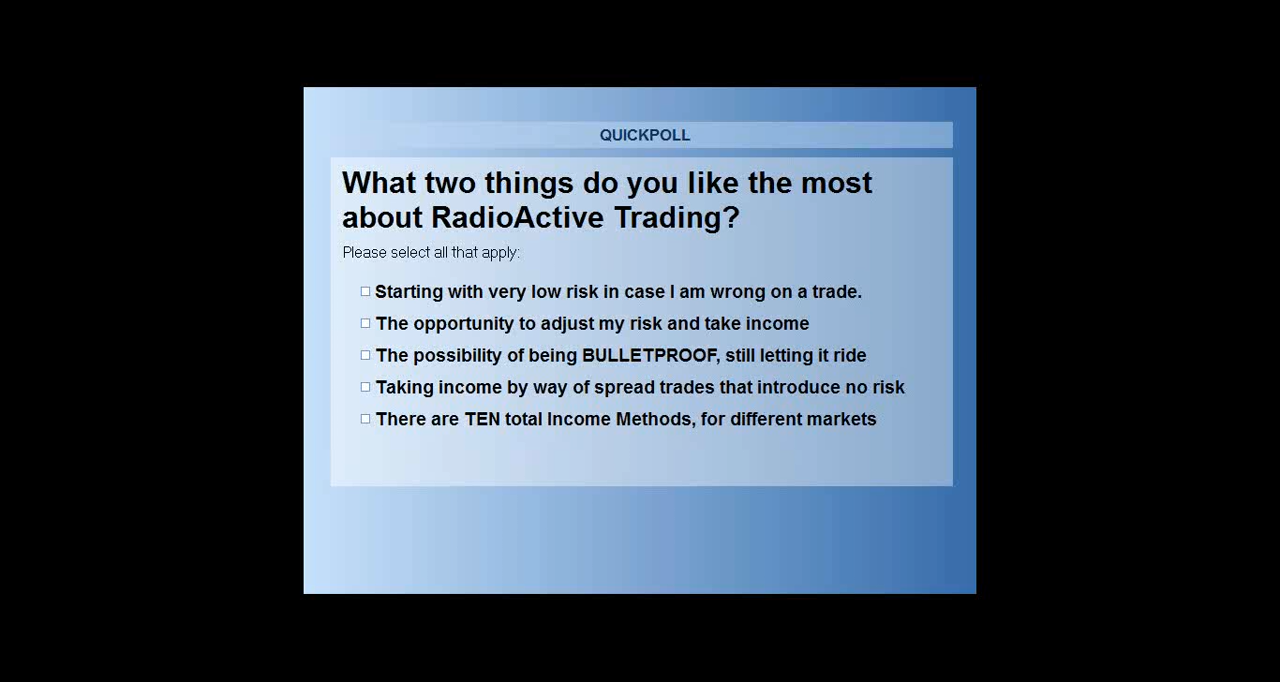 QUICKPOLL
What two things do you like the most
about RadioActive Trading?
Please select all that apply:
Starting with very low risk in case I am wrong on a trade.
The opportunity to adjust my risk and take income
The possibility of being BULLETPROOF, still letting it ride
Taking income by way of spread trades that introduce no risk
There are TEN total Income Methods, for different markets